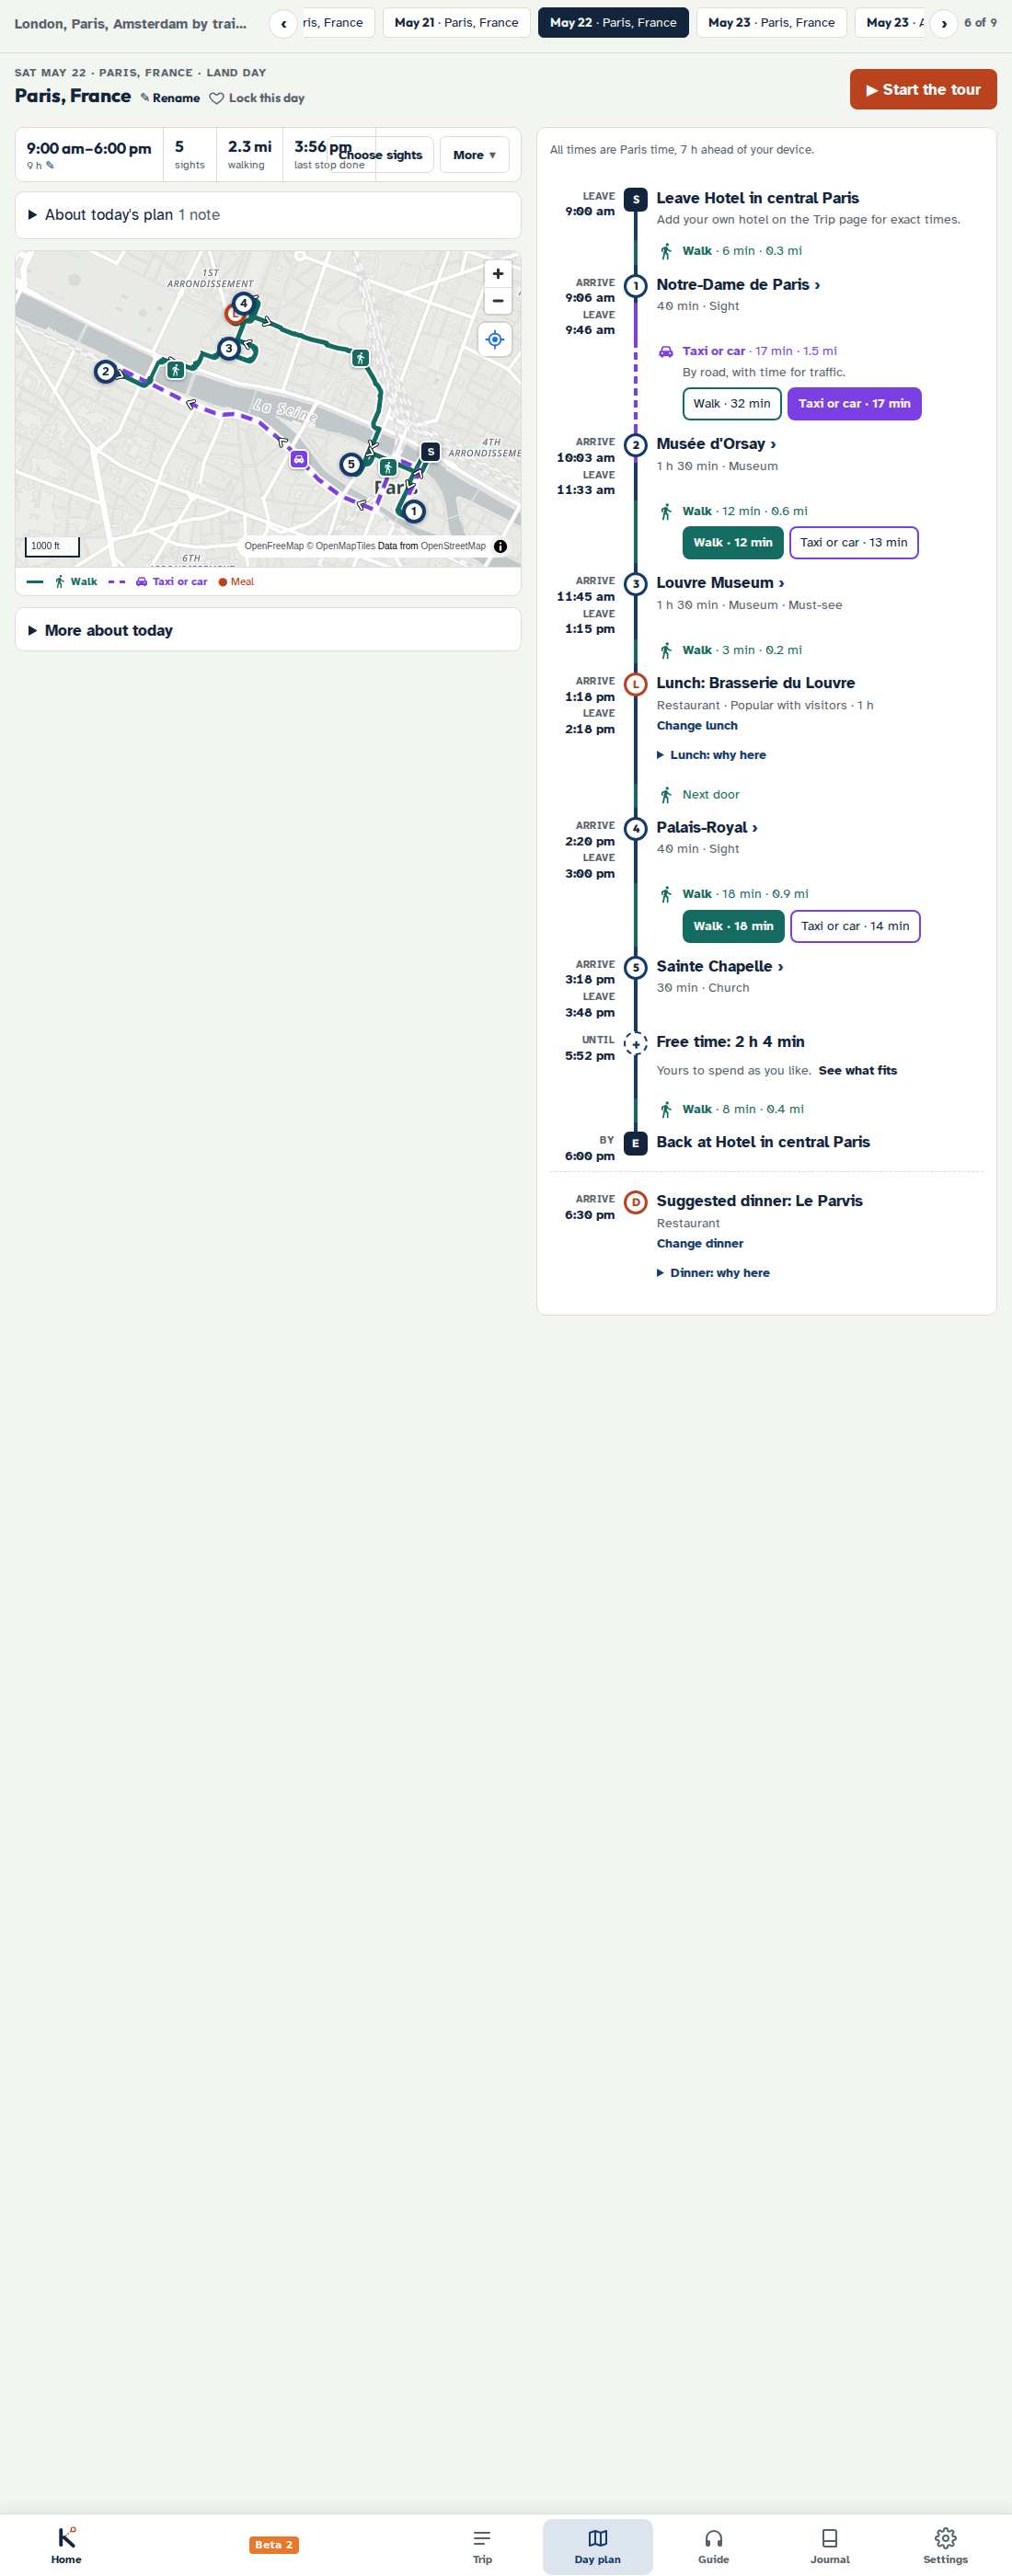 London, Paris, Amsterdam by trai...
‹
ris, France
May 21 · Paris, France
May 22 · Paris, France
May 23 · Paris, France
May 23 · A
›
6 of 9
SAT MAY 22 · PARIS, FRANCE · LAND DAY
Paris, France
✎ Rename
Lock this day
▶ Start the tour
9:00 am–6:00 pm
9 h ✎
5
sights
2.3 mi
walking
3:56 pm
last stop done
Choose sights
More ▾
▶ About today's plan 1 note
1ST
ARRONDISSEMENT
4TH
ARRONDISSEME
La Seine
Paris
6TH
S
1
2
3
4
5
L
+
−
1000 ft
OpenFreeMap © OpenMapTiles Data from OpenStreetMap
Walk
Taxi or car
Meal
▶ More about today
All times are Paris time, 7 h ahead of your device.
LEAVE
9:00 am
S
Leave Hotel in central Paris
Add your own hotel on the Trip page for exact times.
Walk · 6 min · 0.3 mi
ARRIVE
9:06 am
LEAVE
9:46 am
1
Notre-Dame de Paris ›
40 min · Sight
Taxi or car · 17 min · 1.5 mi
By road, with time for traffic.
Walk · 32 min
Taxi or car · 17 min
ARRIVE
10:03 am
LEAVE
11:33 am
2
Musée d'Orsay ›
1 h 30 min · Museum
Walk · 12 min · 0.6 mi
Walk · 12 min
Taxi or car · 13 min
ARRIVE
11:45 am
LEAVE
1:15 pm
3
Louvre Museum ›
1 h 30 min · Museum · Must-see
Walk · 3 min · 0.2 mi
ARRIVE
1:18 pm
LEAVE
2:18 pm
L
Lunch: Brasserie du Louvre
Restaurant · Popular with visitors · 1 h
Change lunch
▶ Lunch: why here
Next door
ARRIVE
2:20 pm
LEAVE
3:00 pm
4
Palais-Royal ›
40 min · Sight
Walk · 18 min · 0.9 mi
Walk · 18 min
Taxi or car · 14 min
ARRIVE
3:18 pm
LEAVE
3:48 pm
5
Sainte Chapelle ›
30 min · Church
UNTIL
5:52 pm
+
Free time: 2 h 4 min
Yours to spend as you like. See what fits
Walk · 8 min · 0.4 mi
BY
6:00 pm
E
Back at Hotel in central Paris
ARRIVE
6:30 pm
D
Suggested dinner: Le Parvis
Restaurant
Change dinner
▶ Dinner: why here
Home
Beta 2
Trip
Day plan
Guide
Journal
Settings